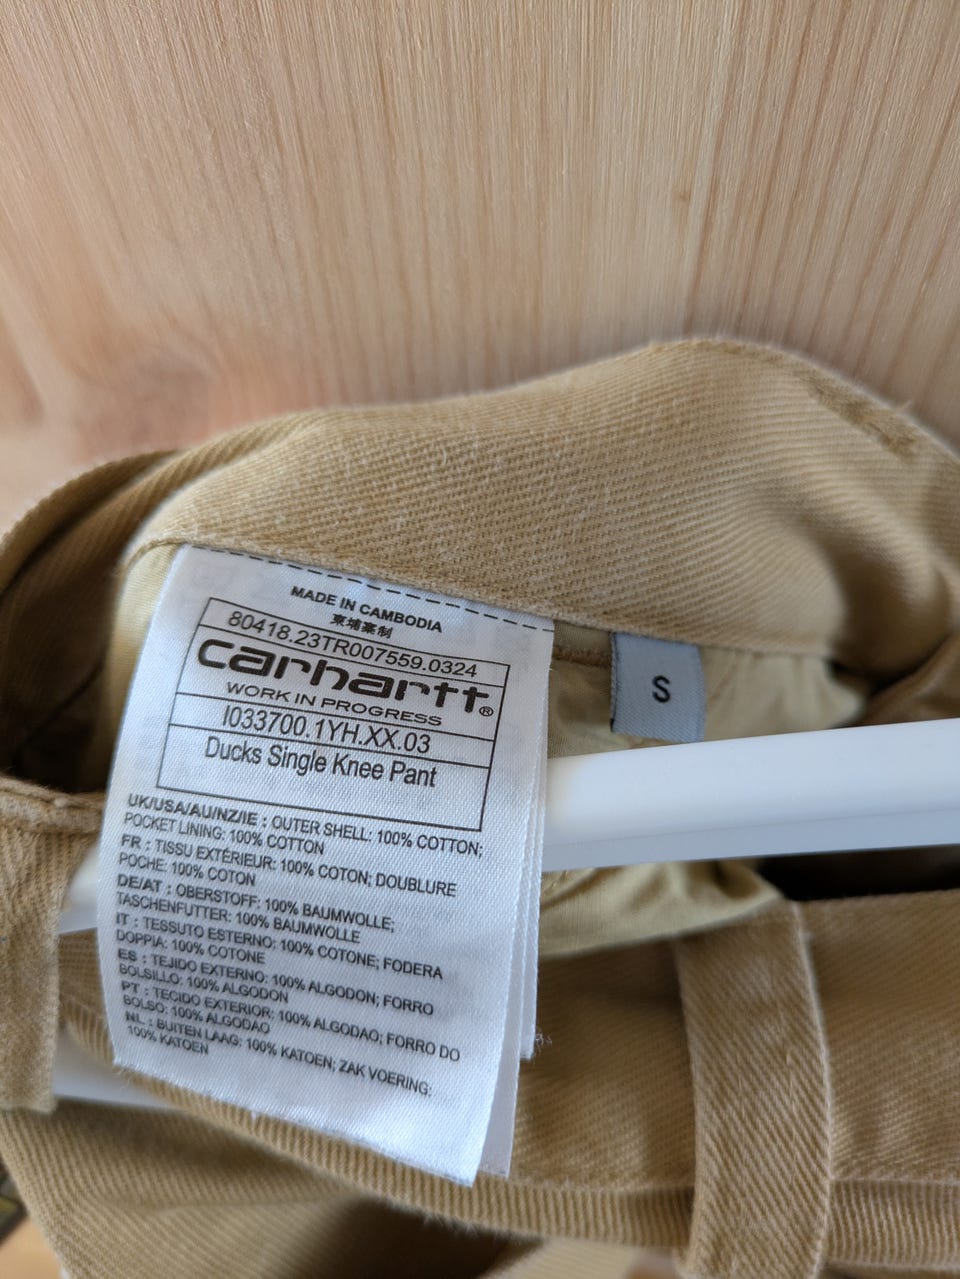 MADE IN CAMBODIA
柬埔寨制
80418.23TR007559.0324
carhartt®
WORK IN PROGRESS
I033700.1YH.XX.03
Ducks Single Knee Pant
UK/USA/AU/NZ/IE : OUTER SHELL: 100% COTTON;
POCKET LINING: 100% COTTON
FR : TISSU EXTÉRIEUR: 100% COTON; DOUBLURE
POCHE: 100% COTON
DE/AT : OBERSTOFF: 100% BAUMWOLLE;
TASCHENFUTTER: 100% BAUMWOLLE
IT : TESSUTO ESTERNO: 100% COTONE; FODERA
DOPPIA: 100% COTONE
ES : TEJIDO EXTERNO: 100% ALGODON; FORRO
BOLSILLO: 100% ALGODON
PT : TECIDO EXTERIOR: 100% ALGODAO; FORRO DO
BOLSO: 100% ALGODAO
NL : BUITEN LAAG: 100% KATOEN; ZAK VOERING:
100% KATOEN
S